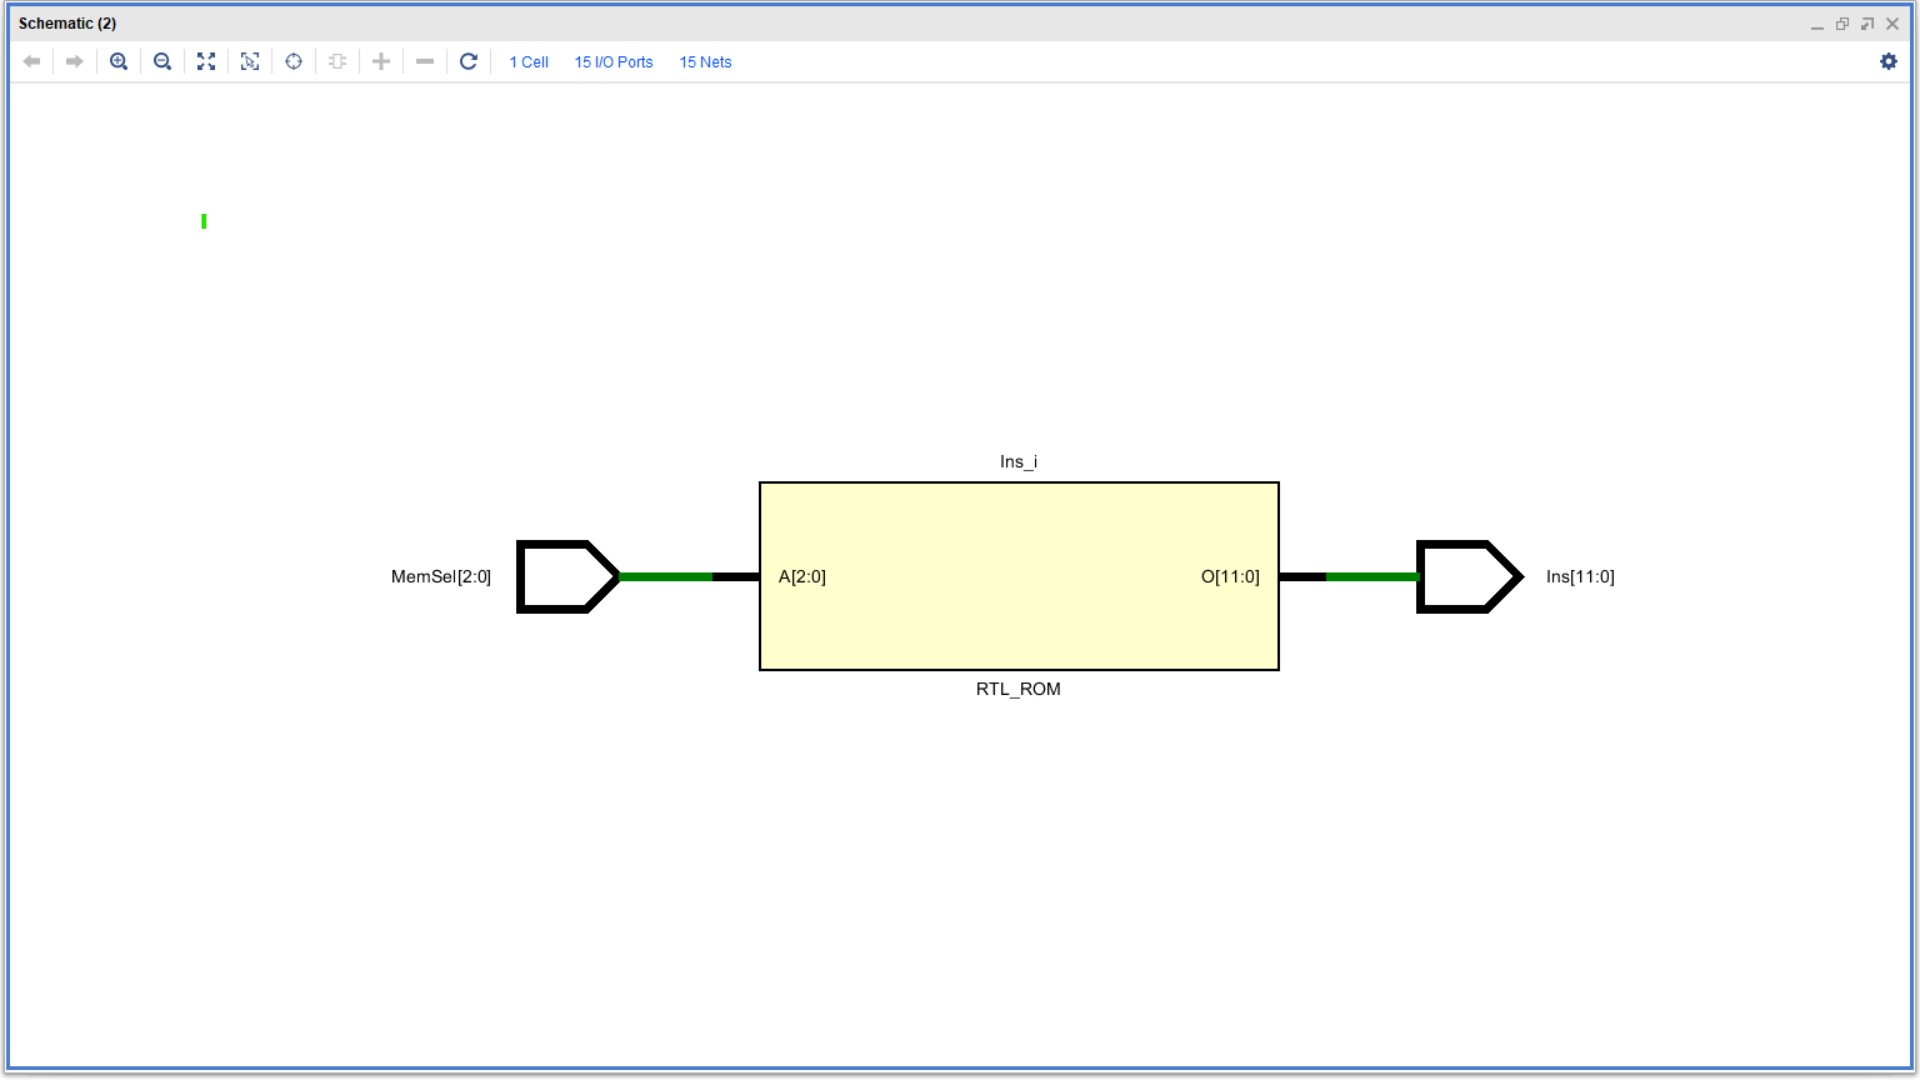 Schematic (2)
1 Cell 15 I/O Ports 15 Nets
Ins_i
MemSel[2:0] A[2:0] O[11:0] Ins[11:0]
RTL_ROM